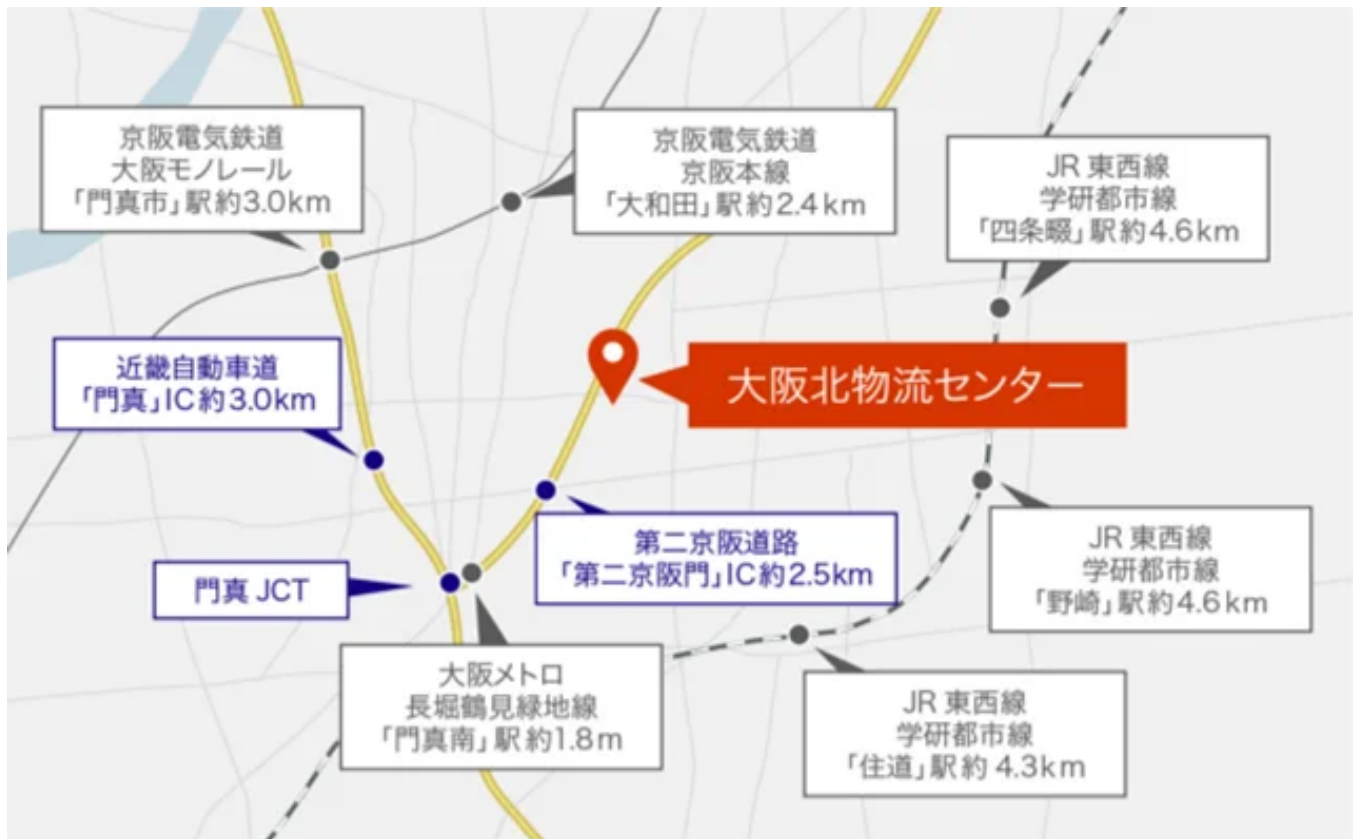 京阪電気鉄道
大阪モノレール
「門真市」駅約3.0km
京阪電気鉄道
京阪本線
「大和田」駅約2.4km
JR 東西線
学研都市線
「四条畷」駅約4.6km
近畿自動車道
「門真」IC約3.0km
大阪北物流センター
第二京阪道路
「第二京阪門」IC約2.5km
門真 JCT
JR 東西線
学研都市線
「野崎」駅約4.6km
大阪メトロ
長堀鶴見緑地線
「門真南」駅約1.8m
JR 東西線
学研都市線
「住道」駅約 4.3km